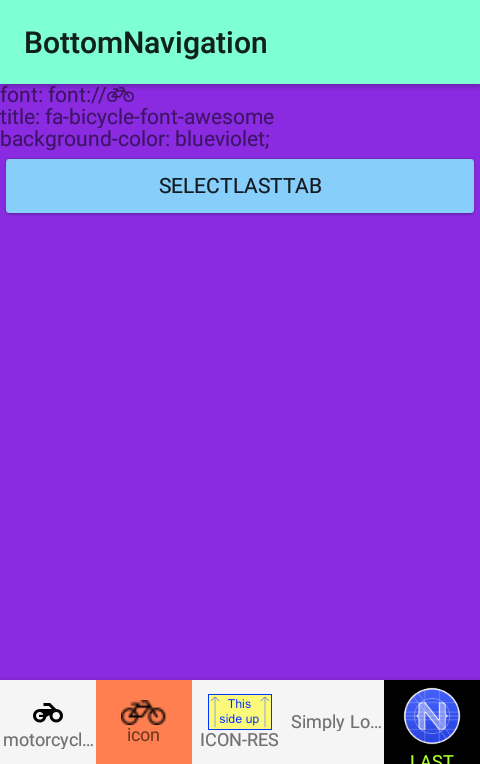 BottomNavigation
font: font://
title: fa-bicycle-font-awesome
background-color: blueviolet;
SELECTLASTTAB
motorcycl...
icon
This
side up
ICON-RES
Simply Lo...
N
LAST